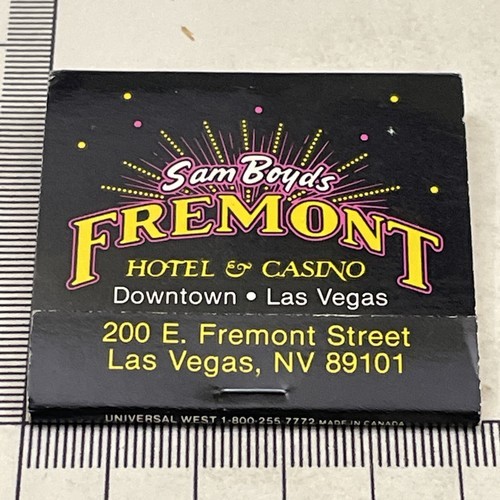 Sam Boyds
FREMONT
HOTEL & CASINO
Downtown • Las Vegas
200 E. Fremont Street
Las Vegas, NV 89101
UNIVERSAL WEST 1-800-255-7772 MADE IN CANADA